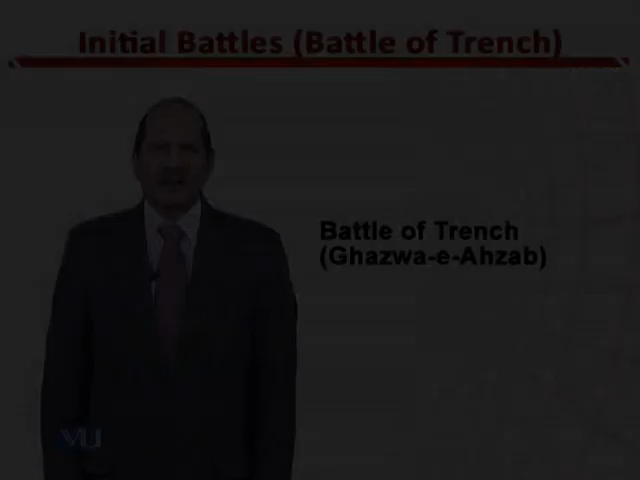 Initial Battles (Battle of Trench)
Battle of Trench
(Ghazwa-e-Ahzab)
VU